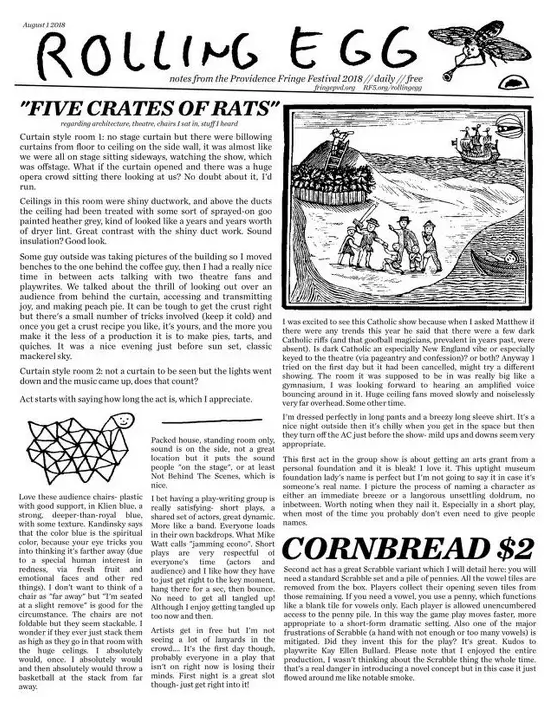 August 1 2018
ROLLING EGG
notes from the Providence Fringe Festival 2018 // daily // free
fringepvd.org RF5.org/rollingegg
"FIVE CRATES OF RATS"
regarding architecture, theatre, chairs I sat in, stuff I heard
Curtain style room 1: no stage curtain but there were billowing
curtains from floor to ceiling on the side wall, it was almost like
we were all on stage sitting sideways, watching the show, which
was offstage. What if the curtain opened and there was a huge
opera crowd sitting there looking at us? No doubt about it, I'd
run.
Ceilings in this room were shiny ductwork, and above the ducts
the ceiling had been treated with some sort of sprayed-on goo
painted heather grey, kind of looked like a years and years worth
of dryer lint. Great contrast with the shiny duct work. Sound
insulation? Good look.
Some guy outside was taking pictures of the building so I moved
benches to the one behind the coffee guy, then I had a really nice
time in between acts talking with two theatre fans and
playwrites. We talked about the thrill of looking out over an
audience from behind the curtain, accessing and transmitting
joy, and making peach pie. It can be tough to get the crust right
but there's a small number of tricks involved (keep it cold) and
once you get a crust recipe you like, it's yours, and the more you
make it the less of a production it is to make pies, tarts, and
quiches. It was a nice evening just before sun set, classic
mackerel sky.
Curtain style room 2: not a curtain to be seen but the lights went
down and the music came up, does that count?
Act starts with saying how long the act is, which I appreciate.
Love these audience chairs- plastic
with good support, in Klien blue, a
strong, deeper-than-royal blue,
with some texture. Kandinsky says
that the color blue is the spiritual
color, because your eye tricks you
into thinking it's farther away (due
to a special human interest in
redness, via fresh fruit and
emotional faces and other red
things). I don't want to think of a
chair as "far away" but "I'm seated
at a slight remove" is good for the
circumstance. The chairs are not
foldable but they seem stackable. I
wonder if they ever just stack them
as high as they go in that room with
the huge celings. I absolutely
would, once. I absolutely would
and then absolutely would throw a
basketball at the stack from far
away.
Packed house, standing room only,
sound is on the side, not a great
location but it puts the sound
people "on the stage", or at least
Not Behind The Scenes, which is
nice.
I bet having a play-writing group is
really satisfying- short plays, a
shared set of actors, great dynamic.
More like a band. Everyone loads
in their own backdrops. What Mike
Watt calls "jamming econo". Short
plays are very respectful of
everyone's time (actors and
audience) and I like how they have
to just get right to the key moment,
hang there for a sec, then bounce.
No need to get all tangled up!
Although I enjoy getting tangled up
too now and then.
Artists get in free but I'm not
seeing a lot of lanyards in the
crowd.... It's the first day though,
probably everyone in a play that
isn't on right now is losing their
minds. First night is a great slot
though- just get right into it!
I was excited to see this Catholic show because when I asked Matthew if
there were any trends this year he said that there were a few dark
Catholic riffs (and that goofball magicians, prevalent in years past, were
absent). Is dark Catholic an especially New England vibe or especially
keyed to the theatre (via pageantry and confession)? or both? Anyway I
tried on the first day but it had been cancelled, might try a different
showing. The room it was supposed to be in was really big like a
gymnasium, I was looking forward to hearing an amplified voice
bouncing around in it. Huge ceiling fans moved slowly and noiselessly
very far overhead. Some other time.
I'm dressed perfectly in long pants and a breezy long sleeve shirt. It's a
nice night outside then it's chilly when you get in the space but then
they turn off the AC just before the show- mild ups and downs seem very
appropriate.
This first act in the group show is about getting an arts grant from a
personal foundation and it is bleak! I love it. This uptight museum
foundation lady's name is perfect but I'm not going to say it in case it's
someone's real name. I picture the process of naming a character as
either an immediate breeze or a langorous unsettling doldrum, no
inbetween. Worth noting when they nail it. Especially in a short play,
when most of the time you probably don't even need to give people
names.
CORNBREAD $2
Second act has a great Scrabble variant which I will detail here: you will
need a standard Scrabble set and a pile of pennies. All the vowel tiles are
removed from the box. Players collect their opening seven tiles from
those remaining. If you need a vowel, you use a penny, which functions
like a blank tile for vowels only. Each player is allowed unencumbered
access to the penny pile. In this way the game play moves faster, more
appropriate to a short-form dramatic setting. Also one of the major
frustrations of Scrabble (a hand with not enough or too many vowels) is
mitigated. Did they invent this for the play? It's great. Kudos to
playwrite Kay Ellen Bullard. Please note that I enjoyed the entire
production, I wasn't thinking about the Scrabble thing the whole time.
that's a real danger in introducing a novel concept but in this case it just
flowed around me like notable smoke.